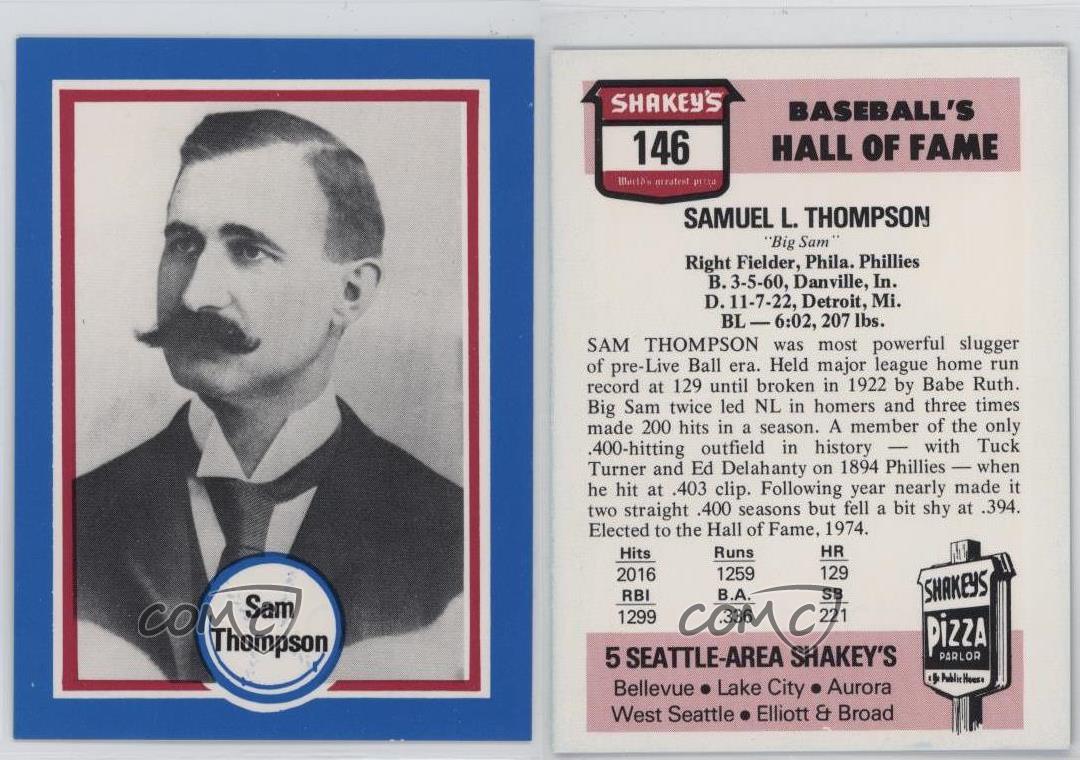 Sam
Thompson
SHAKEY'S
146
World's greatest pizza
BASEBALL'S
HALL OF FAME
SAMUEL L. THOMPSON
"Big Sam"
Right Fielder, Phila. Phillies
B. 3-5-60, Danville, In.
D. 11-7-22, Detroit, Mi.
BL — 6:02, 207 lbs.
SAM THOMPSON was most powerful slugger
of pre-Live Ball era. Held major league home run
record at 129 until broken in 1922 by Babe Ruth.
Big Sam twice led NL in homers and three times
made 200 hits in a season. A member of the only
.400-hitting outfield in history — with Tuck
Turner and Ed Delahanty on 1894 Phillies — when
he hit at .403 clip. Following year nearly made it
two straight .400 seasons but fell a bit shy at .394.
Elected to the Hall of Fame, 1974.
Hits Runs HR
2016 1259 129
RBI B.A. SB
1299 .336 221
COMC
COMC
SHAKEYS
PIZZA
PARLOR
& Ye Public House
5 SEATTLE-AREA SHAKEY'S
Bellevue ● Lake City ● Aurora
West Seattle ● Elliott & Broad